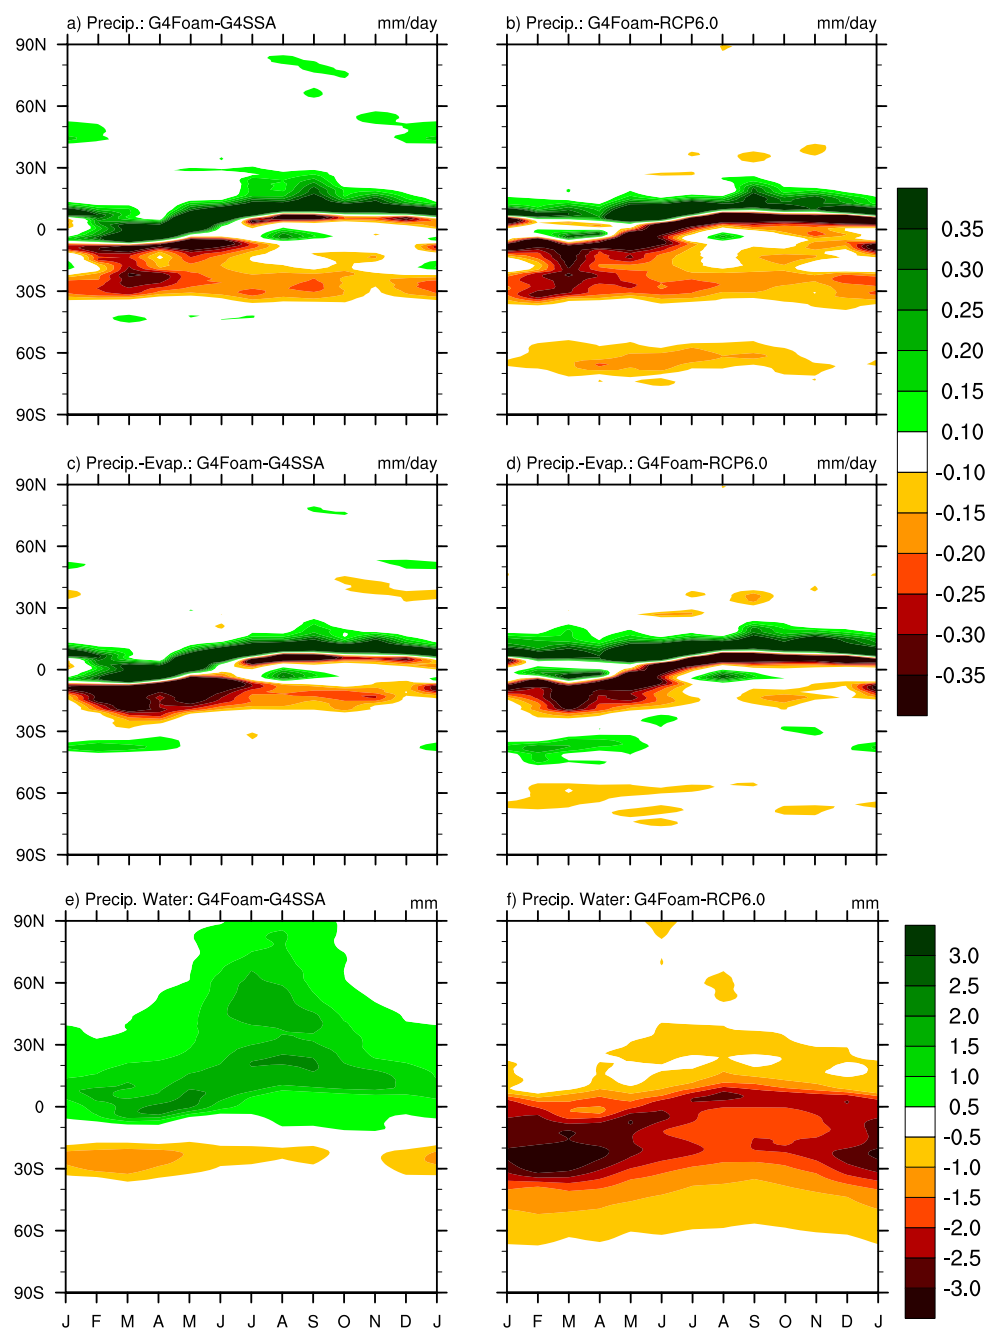 a) Precip.: G4Foam-G4SSA mm/day
b) Precip.: G4Foam-RCP6.0 mm/day
90N
60N
30N
0
30S
60S
90S
0.35
0.30
0.25
0.20
0.15
0.10
-0.10
-0.15
-0.20
-0.25
-0.30
-0.35
c) Precip.-Evap.: G4Foam-G4SSA mm/day
d) Precip.-Evap.: G4Foam-RCP6.0 mm/day
90N
60N
30N
0
30S
60S
90S
e) Precip. Water: G4Foam-G4SSA mm
f) Precip. Water: G4Foam-RCP6.0 mm
90N
60N
30N
0
30S
60S
90S
J F M A M J J A S O N D J
J F M A M J J A S O N D J
3.0
2.5
2.0
1.5
1.0
0.5
-0.5
-1.0
-1.5
-2.0
-2.5
-3.0